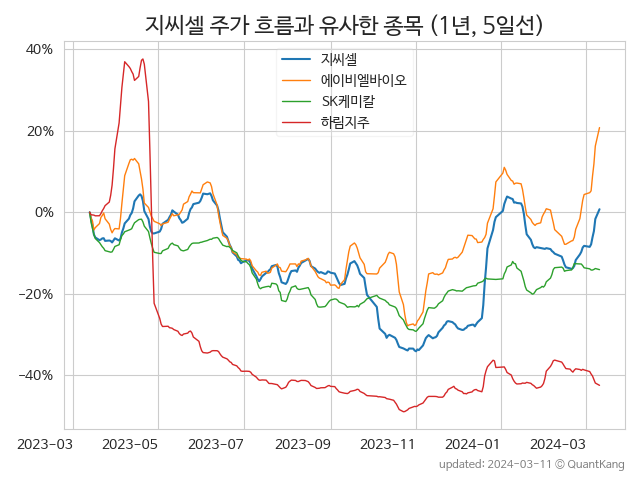 지씨셀 주가 흐름과 유사한 종목 (1년, 5일선)
지씨셀
에이비엘바이오
SK케미칼
하림지주
40%
20%
0%
−20%
−40%
2023-03 2023-05 2023-07 2023-09 2023-11 2024-01 2024-03
updated: 2024-03-11 © QuantKang